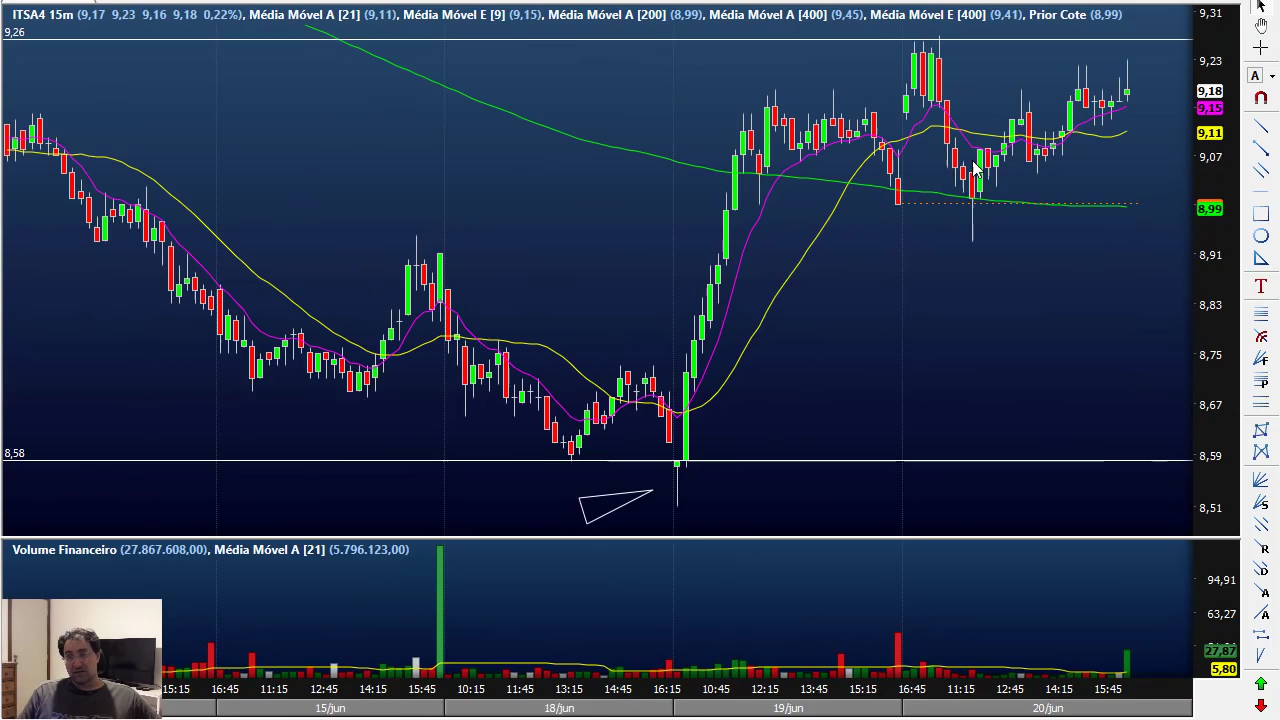 ITSA4 15m (9,17 9,23 9,16 9,18 0,22%), Média Móvel A [21] (9,11), Média Móvel E [9] (9,15), Média Móvel A [200] (8,99), Média Móvel A [400] (9,45), Média Móvel E [400] (9,41), Prior Cote (8,99)
9,31
9,26
9,23
9,18
9,15
9,11
9,07
8,99
8,91
8,83
8,75
8,67
8,58
8,59
8,51
Volume Financeiro (27.867.608,00), Média Móvel A [21] (5.796.123,00)
94,91
63,27
27,87
5,80
15:15 16:45 11:15 12:45 14:15 15:45 10:15 11:45 13:15 14:45 16:15 10:45 12:15 13:45 15:15 16:45 11:15 12:45 14:15 15:45
15/jun 18/jun 19/jun 20/jun
A
T
F
P
S
R
D
A
A